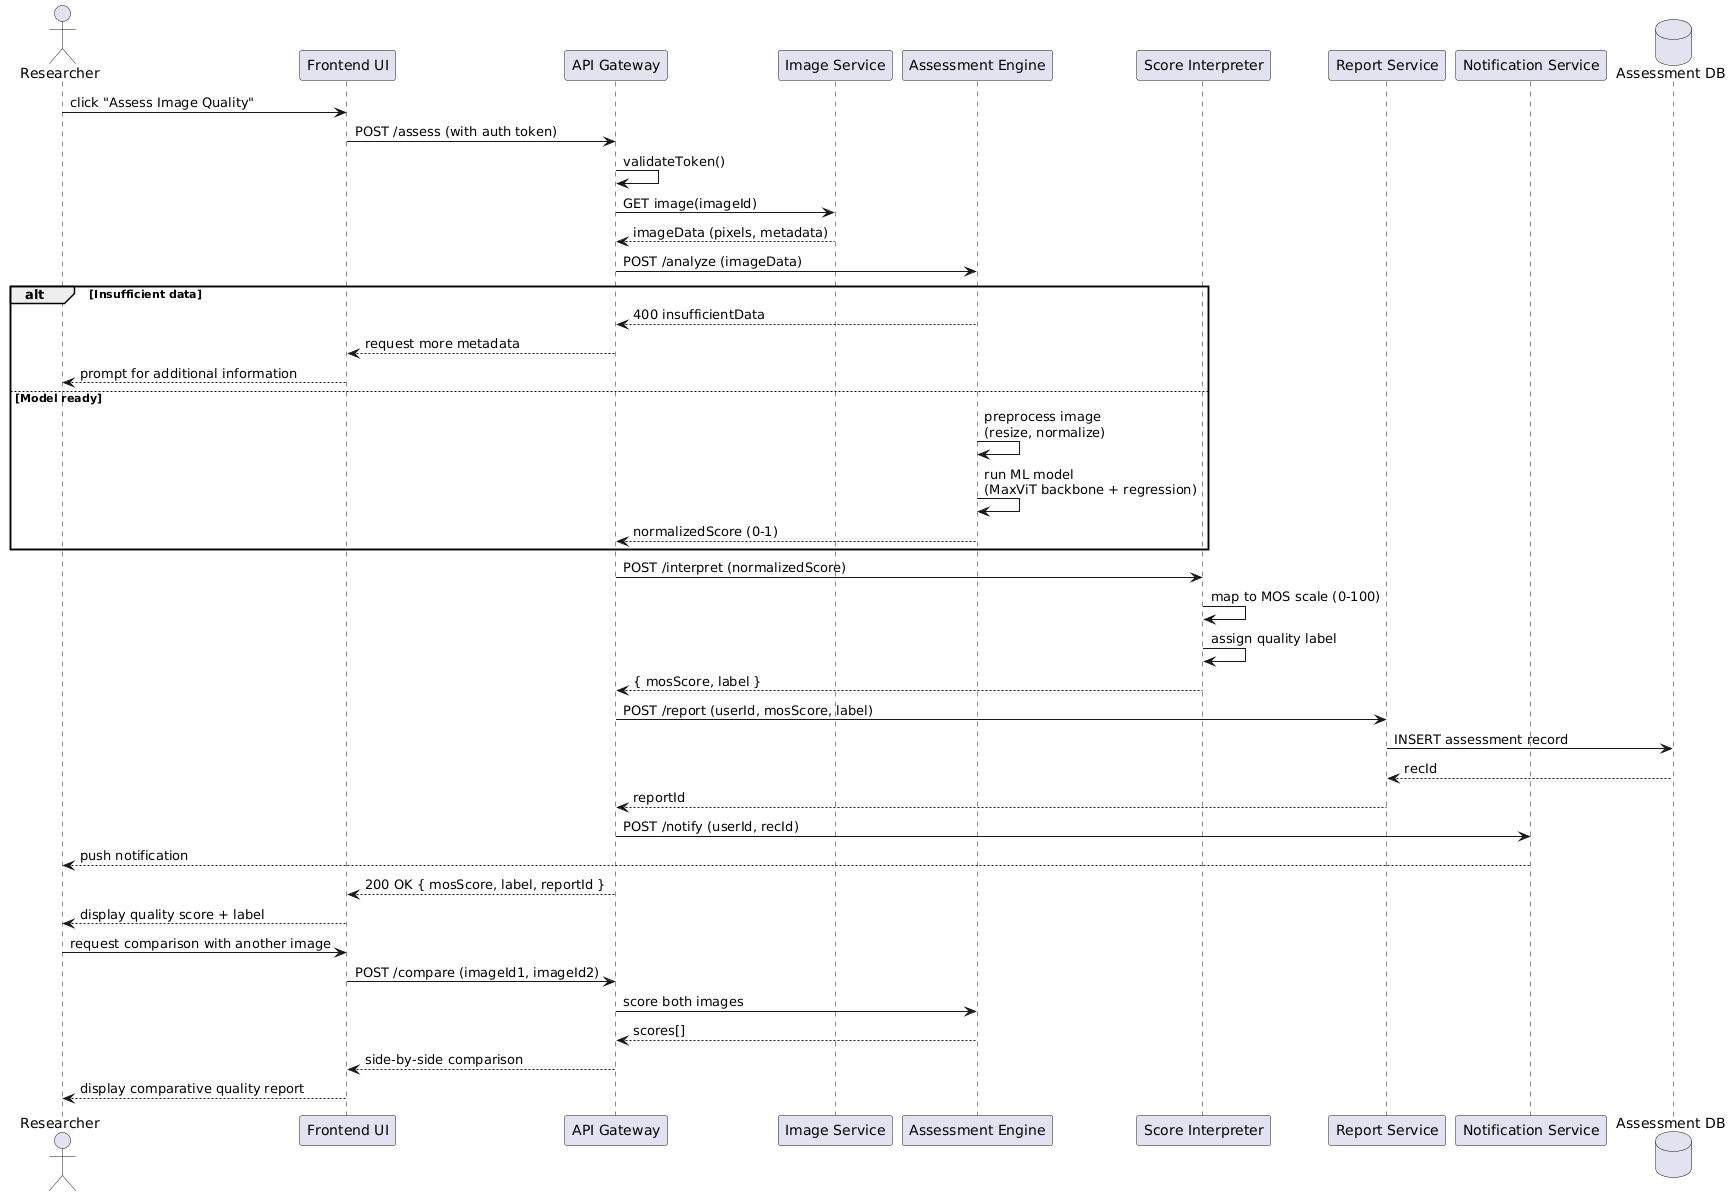 Researcher
Frontend UI
API Gateway
Image Service
Assessment Engine
Score Interpreter
Report Service
Notification Service
Assessment DB
click "Assess Image Quality"
POST /assess (with auth token)
validateToken()
GET image(imageId)
imageData (pixels, metadata)
POST /analyze (imageData)
alt
[Insufficient data]
400 insufficientData
request more metadata
prompt for additional information
[Model ready]
preprocess image
(resize, normalize)
run ML model
(MaxViT backbone + regression)
normalizedScore (0-1)
POST /interpret (normalizedScore)
map to MOS scale (0-100)
assign quality label
{ mosScore, label }
POST /report (userId, mosScore, label)
INSERT assessment record
recId
reportId
POST /notify (userId, recId)
push notification
200 OK { mosScore, label, reportId }
display quality score + label
request comparison with another image
POST /compare (imageId1, imageId2)
score both images
scores[]
side-by-side comparison
display comparative quality report
Researcher
Frontend UI
API Gateway
Image Service
Assessment Engine
Score Interpreter
Report Service
Notification Service
Assessment DB